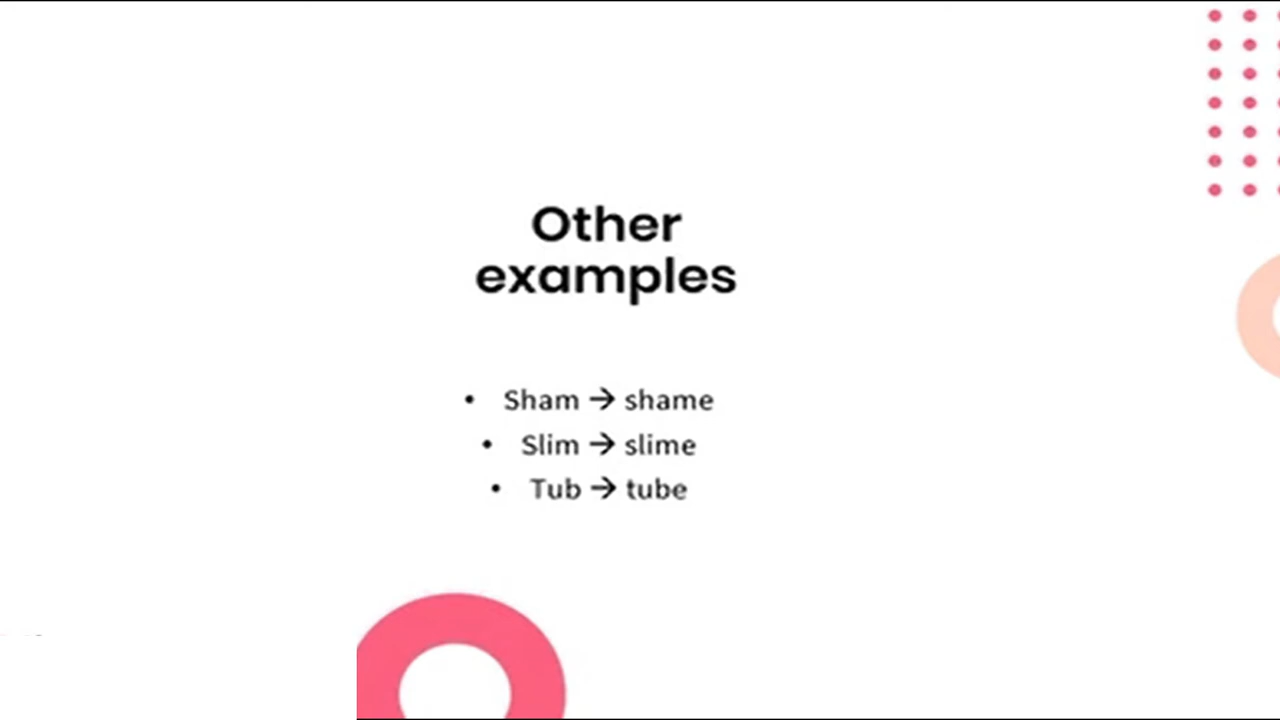 Other
examples
• Sham → shame
• Slim → slime
• Tub → tube